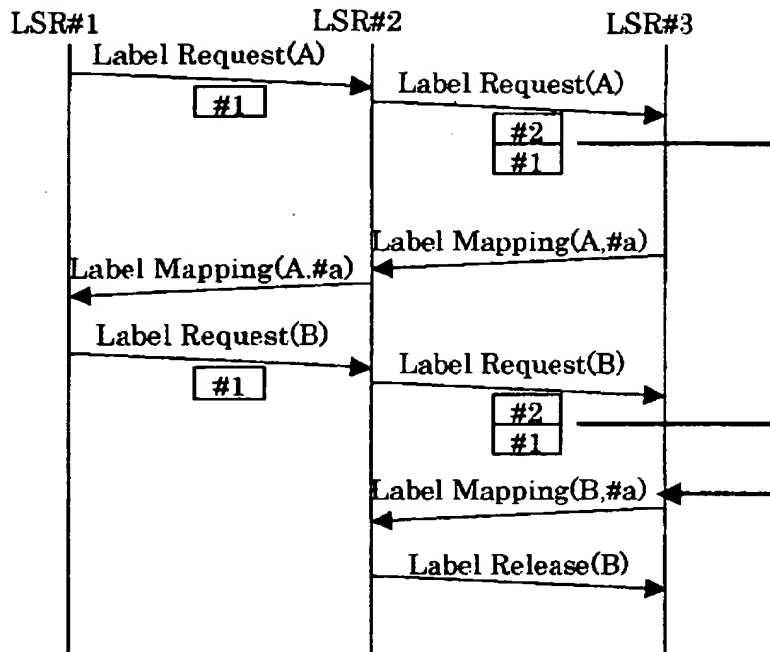 LSR#1 LSR#2 LSR#3
Label Request(A)
Label Request(A)
#1
#2
#1
Label Mapping(A,#a)
Label Mapping(A.#a)
Label Request(B)
Label Request(B)
#1
#2
#1
Label Mapping(B,#a)
Label Release(B)